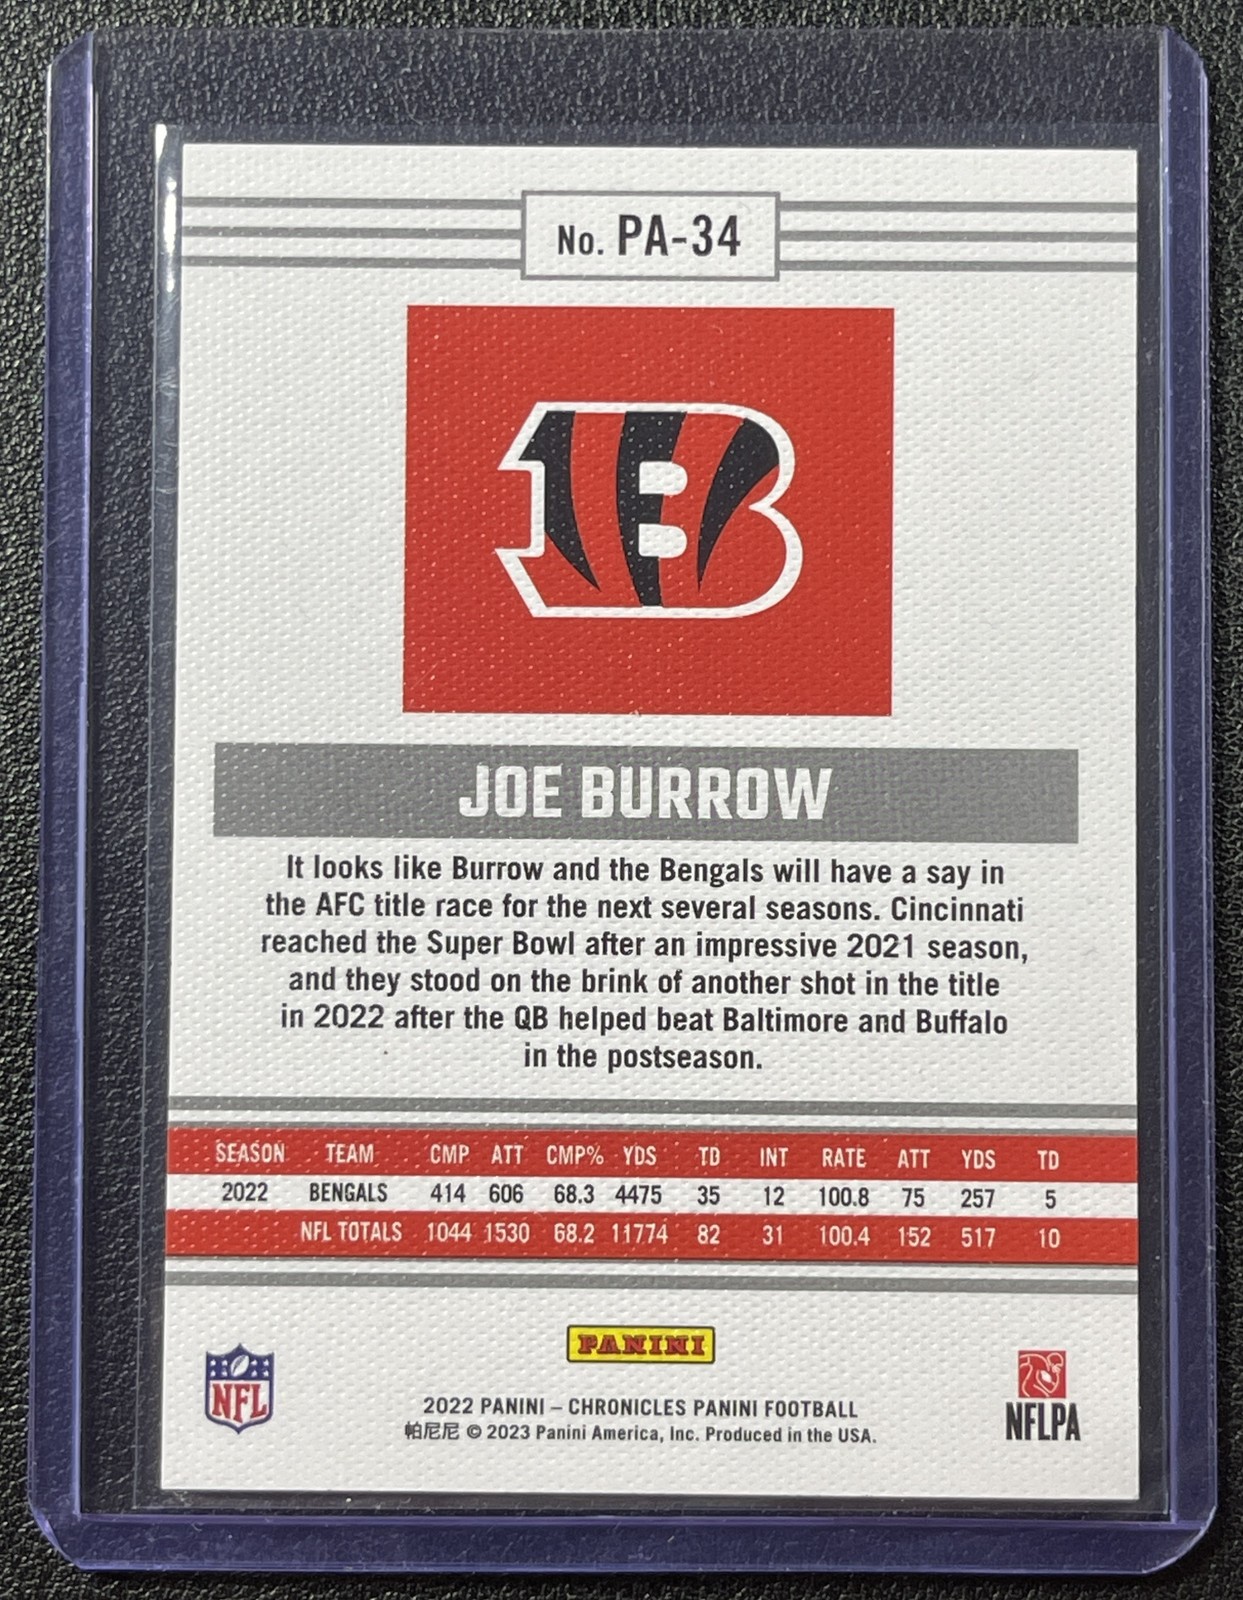 No. PA-34
JOE BURROW
It looks like Burrow and the Bengals will have a say in
the AFC title race for the next several seasons. Cincinnati
reached the Super Bowl after an impressive 2021 season,
and they stood on the brink of another shot in the title
in 2022 after the QB helped beat Baltimore and Buffalo
in the postseason.
SEASON TEAM CMP ATT CMP% YDS TD INT RATE ATT YDS TD
2022 BENGALS 414 606 68.3 4475 35 12 100.8 75 257 5
NFL TOTALS 1044 1530 68.2 11774 82 31 100.4 152 517 10
PANINI
NFL
2022 PANINI – CHRONICLES PANINI FOOTBALL
帕尼尼 © 2023 Panini America, Inc. Produced in the USA.
NFLPA